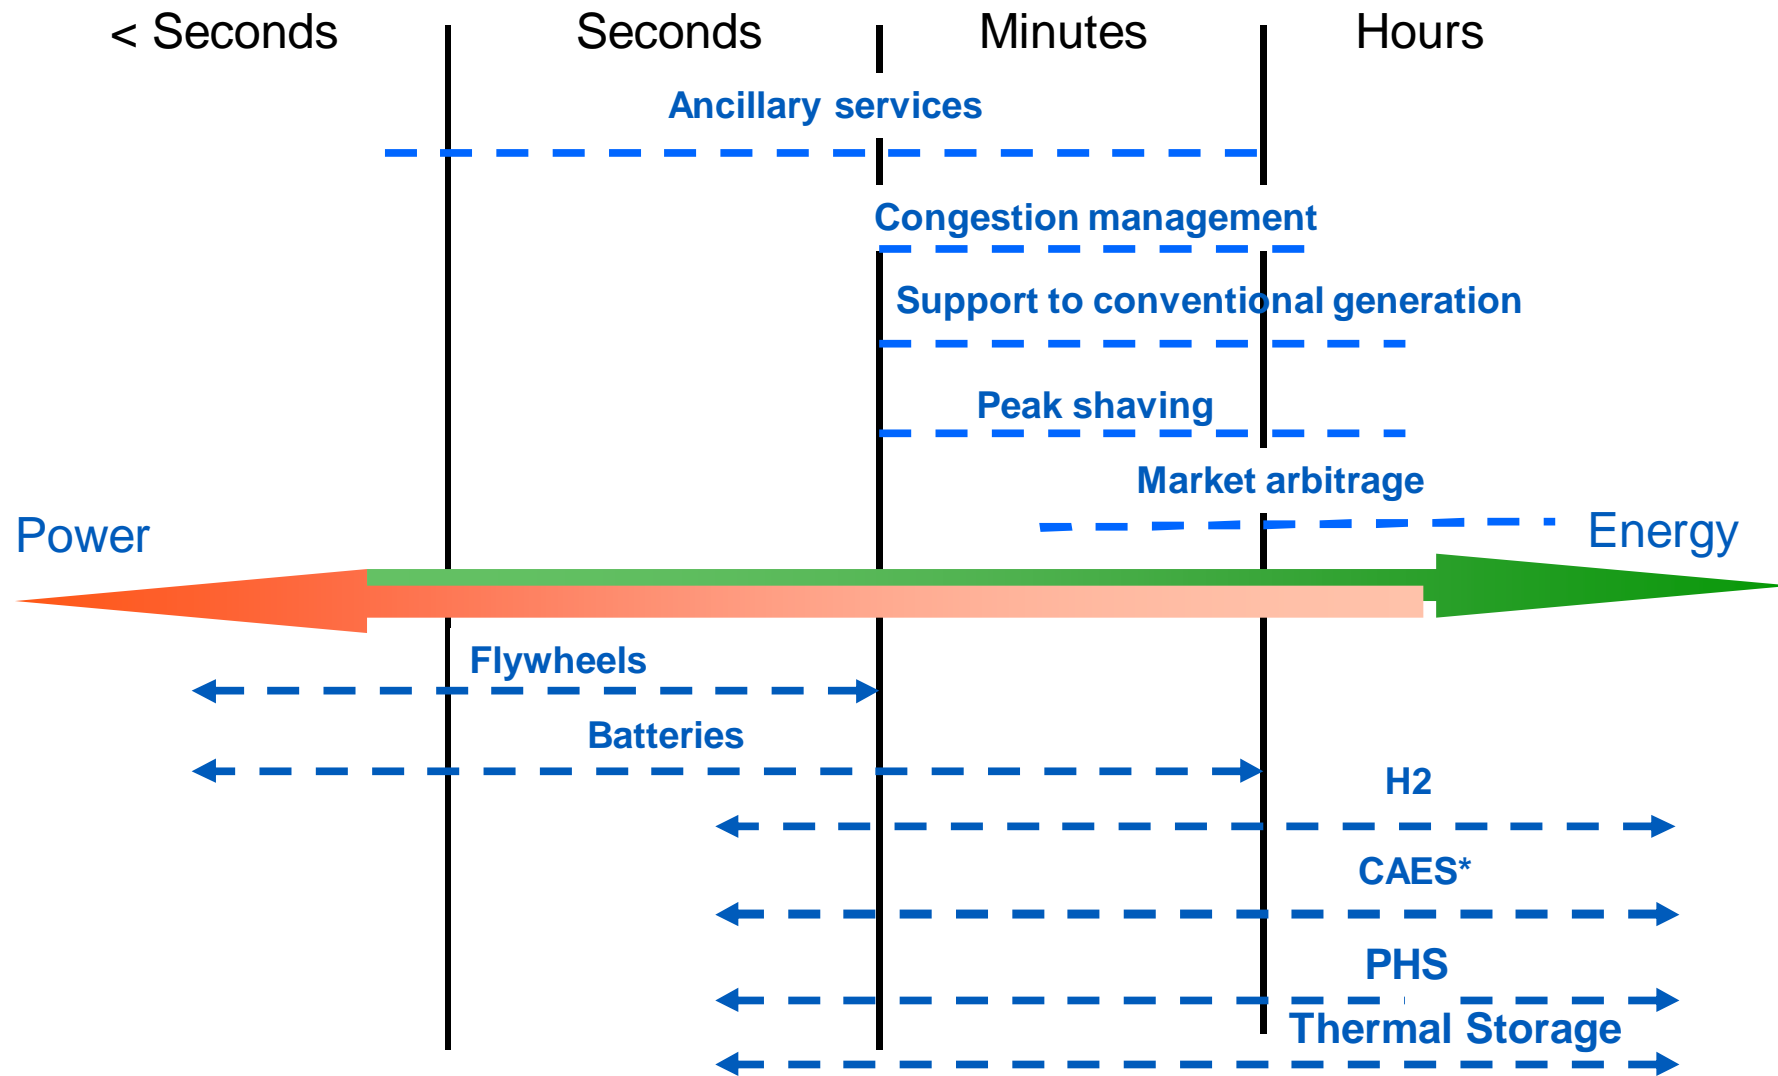 < Seconds
Seconds
Minutes
Hours
Ancillary services
Congestion management
Support to conventional generation
Peak shaving
Market arbitrage
Power
Energy
Flywheels
Batteries
H2
CAES*
PHS
Thermal Storage